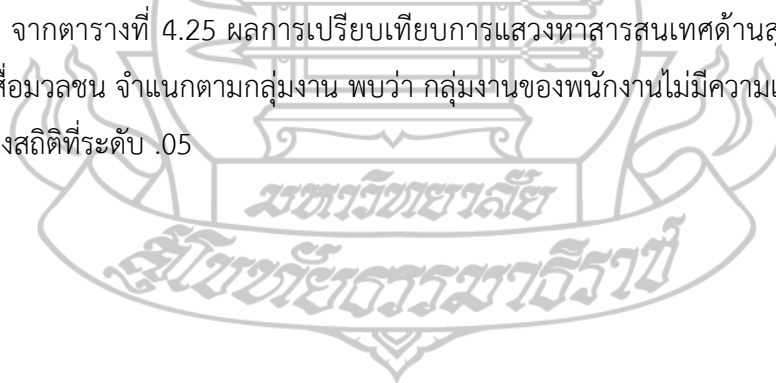 จากตารางที่ 4.25 ผลการเปรียบเทียบการแสวงหาสารสนเทศด้านสุ
สื่อมวลชน จำแนกตามกลุ่มงาน พบว่า กลุ่มงานของพนักงานไม่มีความแ
งสถิติที่ระดับ .05
มหาวิทยาลัย
สุโขทัยธรรมาธิราช